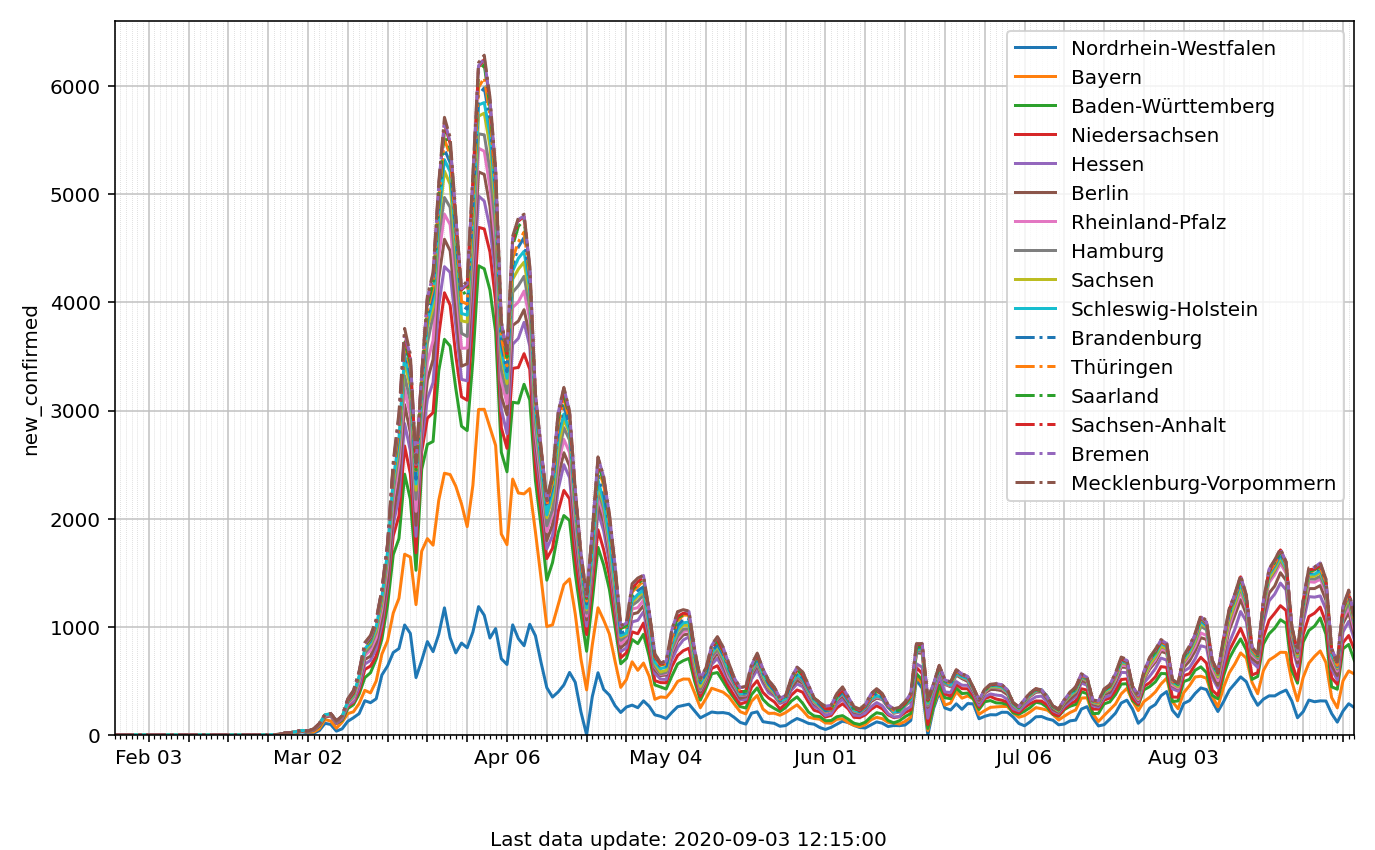 new_confirmed
6000
5000
4000
3000
2000
1000
0
Feb 03
Mar 02
Apr 06
May 04
Jun 01
Jul 06
Aug 03
Nordrhein-Westfalen
Bayern
Baden-Württemberg
Niedersachsen
Hessen
Berlin
Rheinland-Pfalz
Hamburg
Sachsen
Schleswig-Holstein
Brandenburg
Thüringen
Saarland
Sachsen-Anhalt
Bremen
Mecklenburg-Vorpommern
Last data update: 2020-09-03 12:15:00